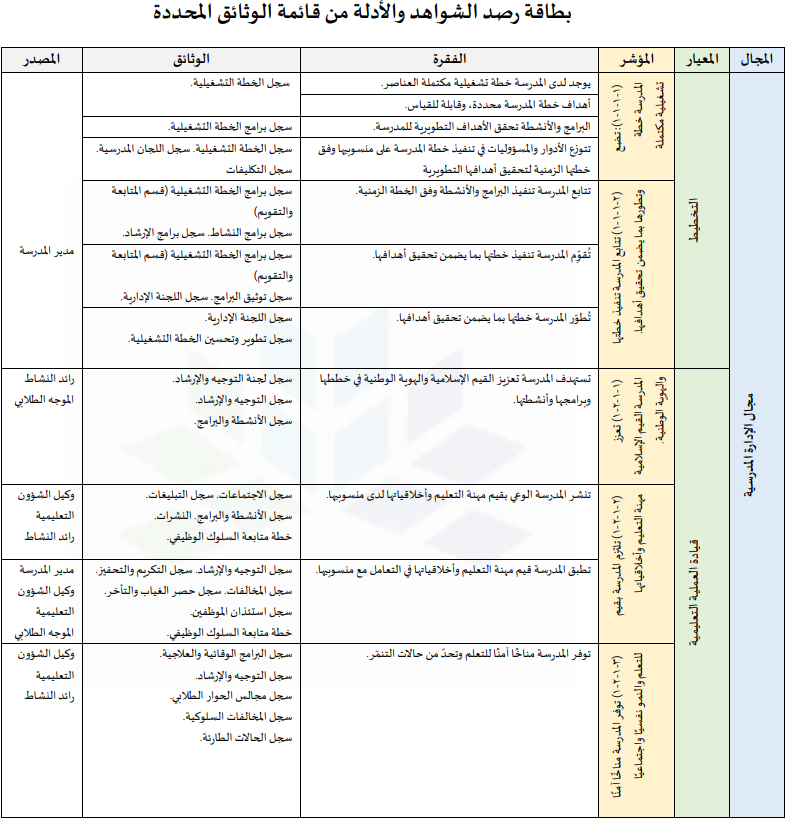 بطاقة رصد الشواهد والأدلة من قائمة الوثائق المحددة
المجال المعيار المؤشر الفقرة الوثائق المصدر
مجال الإدارة المدرسية
التخطيط
(١-١-١-١): تضع
المدرسة خطة
تشغيلية مكتملة
يوجد لدى المدرسة خطة تشغيلية مكتملة العناصر.
سجل الخطة التشغيلية.
أهداف خطة المدرسة محددة، وقابلة للقياس.
البرامج والأنشطة تحقق الأهداف التطويرية للمدرسة.
سجل برامج الخطة التشغيلية.
تتوزع الأدوار والمسؤوليات في تنفيذ خطة المدرسة على منسوبيها وفق
خطتها الزمنية لتحقيق أهدافها التطويرية
سجل الخطة التشغيلية. سجل اللجان المدرسية.
سجل التكليفات
مدير المدرسة
(٢-١-١-١) تتابع المدرسة تنفيذ خطتها
وتطورها بما يضمن تحقيق أهدافها.
تتابع المدرسة تنفيذ البرامج والأنشطة وفق الخطة الزمنية.
سجل برامج الخطة التشغيلية (قسم المتابعة
والتقويم)
سجل برامج النشاط. سجل برامج الإرشاد.
تُقوّم المدرسة تنفيذ خطتها بما يضمن تحقيق أهدافها.
سجل برامج الخطة التشغيلية (قسم المتابعة
والتقويم)
سجل توثيق البرامج. سجل اللجنة الإدارية.
تُطوّر المدرسة خطتها بما يضمن تحقيق أهدافها.
سجل اللجنة الإدارية.
سجل تطوير وتحسين الخطة التشغيلية.
قيادة العملية التعليمية
(١-٢-١-١) تعزز
المدرسة القيم الإسلامية
والهوية الوطنية.
تستهدف المدرسة تعزيز القيم الإسلامية والهوية الوطنية في خططها
وبرامجها وأنشطتها.
سجل لجنة التوجيه والإرشاد.
سجل التوجيه والإرشاد.
سجل الأنشطة والبرامج.
رائد النشاط
الموجه الطلابي
(٢-٢-١-١) تلتزم المدرسة بقيم
مهنة التعليم وأخلاقياتها
تنشر المدرسة الوعي بقيم مهنة التعليم وأخلاقياتها لدى منسوبيها.
سجل الاجتماعات. سجل التبليغات.
سجل الأنشطة والبرامج. النشرات.
خطة متابعة السلوك الوظيفي.
وكيل الشؤون
التعليمية
رائد النشاط
تطبق المدرسة قيم مهنة التعليم وأخلاقياتها في التعامل مع منسوبيها.
سجل التوجيه والإرشاد. سجل التكريم والتحفيز.
سجل المخالفات. سجل حصر الغياب والتأخر.
سجل استئذان الموظفين.
خطة متابعة السلوك الوظيفي.
مدير المدرسة
وكيل الشؤون
التعليمية
الموجه الطلابي
(٣-٢-١-١) توفر المدرسة مناخًا آمنًا
للتعلم والنمو نفسيًا واجتماعيًا
توفر المدرسة مناخًا آمنًا للتعلم وتحدّ من حالات التنمّر.
سجل البرامج الوقائية والعلاجية.
سجل التوجيه والإرشاد.
سجل مجالس الحوار الطلابي.
سجل المخالفات السلوكية.
سجل الحالات الطارئة.
وكيل الشؤون
التعليمية
رائد النشاط